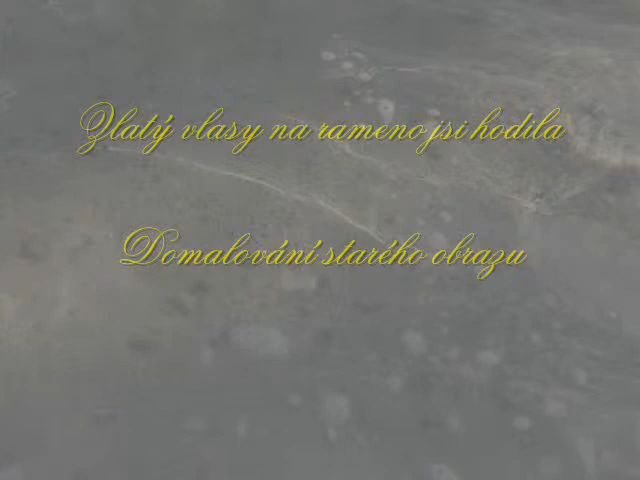 Zlatý vlasy na rameno jsi hodila
Domalování starého obrazu